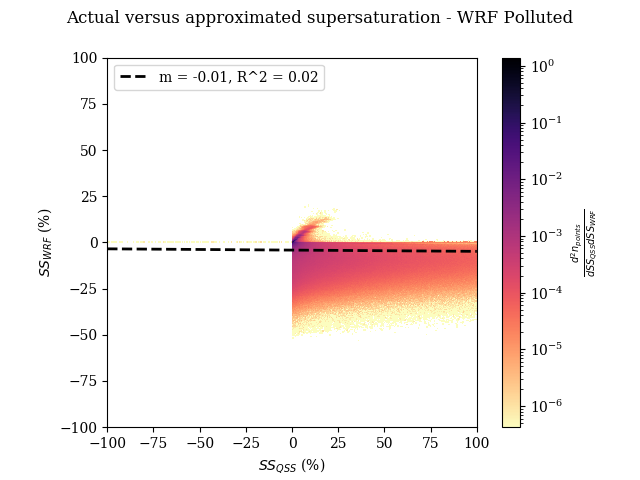 Actual versus approximated supersaturation - WRF Polluted
m = -0.01, R^2 = 0.02
100
75
50
25
0
−25
−50
−75
−100
SS_WRF (%)
−100 −75 −50 −25 0 25 50 75 100
SS_QSS (%)
10^0
10^−1
10^−2
10^−3
10^−4
10^−5
10^−6
d^2 n_points
dSS_QSS dSS_WRF